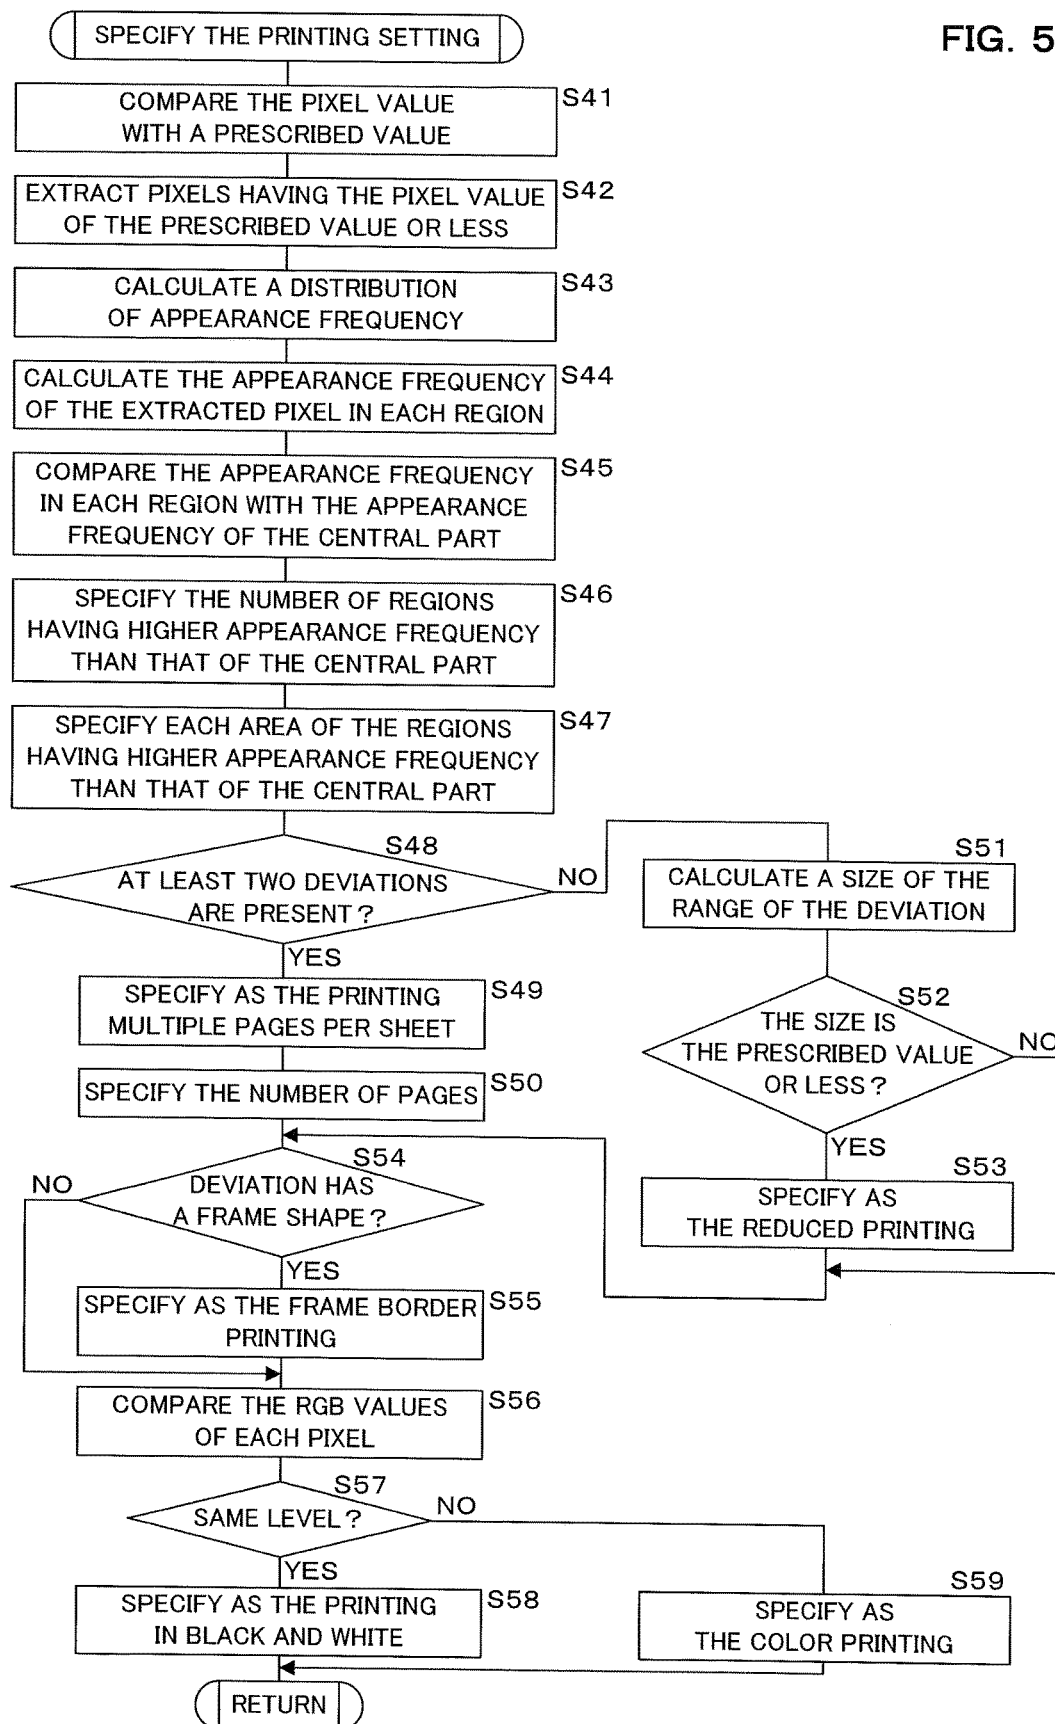 FIG. 5
SPECIFY THE PRINTING SETTING
S41
COMPARE THE PIXEL VALUE
WITH A PRESCRIBED VALUE
S42
EXTRACT PIXELS HAVING THE PIXEL VALUE
OF THE PRESCRIBED VALUE OR LESS
S43
CALCULATE A DISTRIBUTION
OF APPEARANCE FREQUENCY
S44
CALCULATE THE APPEARANCE FREQUENCY
OF THE EXTRACTED PIXEL IN EACH REGION
S45
COMPARE THE APPEARANCE FREQUENCY
IN EACH REGION WITH THE APPEARANCE
FREQUENCY OF THE CENTRAL PART
S46
SPECIFY THE NUMBER OF REGIONS
HAVING HIGHER APPEARANCE FREQUENCY
THAN THAT OF THE CENTRAL PART
S47
SPECIFY EACH AREA OF THE REGIONS
HAVING HIGHER APPEARANCE FREQUENCY
THAN THAT OF THE CENTRAL PART
S48
AT LEAST TWO DEVIATIONS
ARE PRESENT?
NO
YES
S51
CALCULATE A SIZE OF THE
RANGE OF THE DEVIATION
S49
SPECIFY AS THE PRINTING
MULTIPLE PAGES PER SHEET
S52
THE SIZE IS
THE PRESCRIBED VALUE
OR LESS?
NO
YES
S50
SPECIFY THE NUMBER OF PAGES
S53
SPECIFY AS
THE REDUCED PRINTING
S54
DEVIATION HAS
A FRAME SHAPE?
NO
YES
S55
SPECIFY AS THE FRAME BORDER
PRINTING
S56
COMPARE THE RGB VALUES
OF EACH PIXEL
S57
SAME LEVEL?
NO
YES
S58
SPECIFY AS THE PRINTING
IN BLACK AND WHITE
S59
SPECIFY AS
THE COLOR PRINTING
RETURN